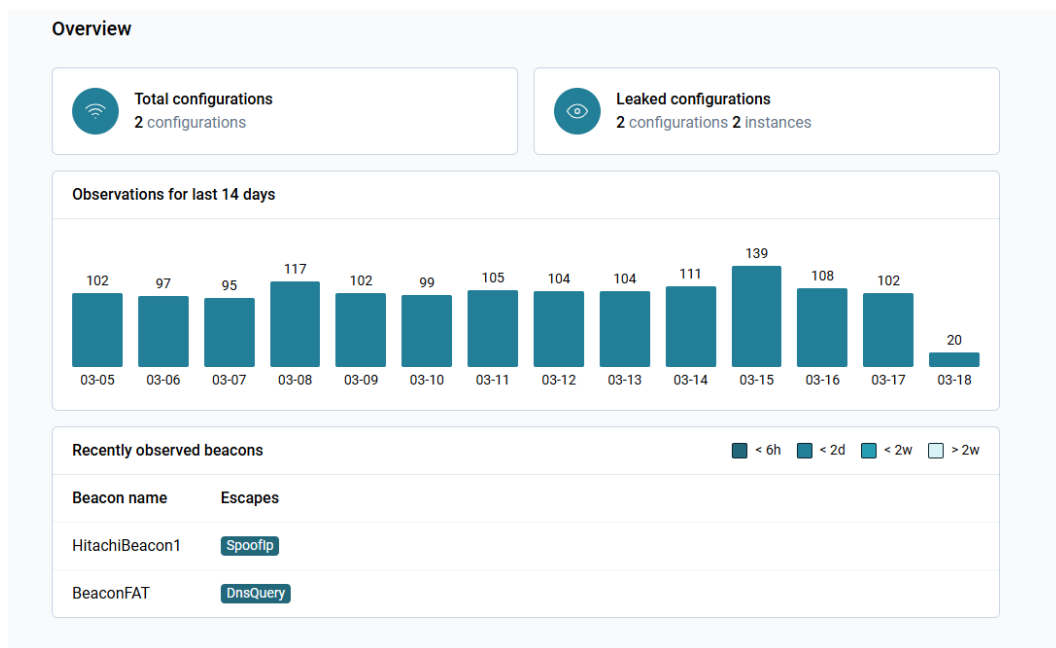 Overview
Total configurations
2 configurations
Leaked configurations
2 configurations 2 instances
Observations for last 14 days
102 97 95 117 102 99 105 104 104 111 139 108 102 20
03-05 03-06 03-07 03-08 03-09 03-10 03-11 03-12 03-13 03-14 03-15 03-16 03-17 03-18
Recently observed beacons < 6h < 2d < 2w > 2w
Beacon name Escapes
HitachiBeacon1 SpoofIp
BeaconFAT DnsQuery